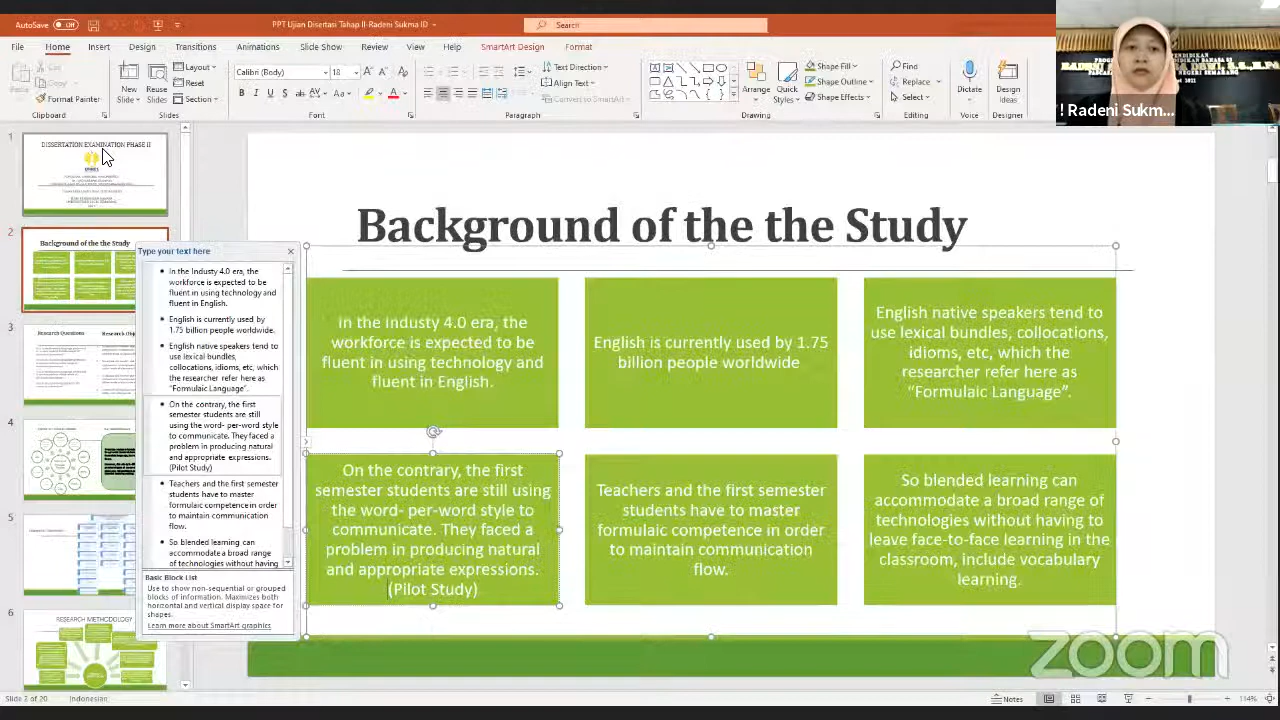 AutoSave Off
PPT Ujian Disertasi Tahap II-Radeni Sukma ID
Search
File Home Insert Design Transitions Animations Slide Show Review View Help SmartArt Design Format
Format Painter
New Slide
Reuse Slides
Layout
Reset
Section
Calibri (Body) 18
Text Direction
Align Text
Convert to SmartArt
Arrange
Quick Styles
Shape Fill
Shape Outline
Shape Effects
Find
Replace
Select
Dictate
Design Ideas
Clipboard Slides Font Paragraph Drawing Editing Voice Designer
! Radeni Sukm...
1
DISSERTATION EXAMINATION PHASE II
2
Background of the the Study
3
Research Questions
4
5
6
RESEARCH METHODOLOGY
Type your text here
In the Industy 4.0 era, the
workforce is expected to be
fluent in using technology and
fluent in English.
English is currently used by
1.75 billion people worldwide.
English native speakers tend to
use lexical bundles,
collocations, idioms, etc, which
the researcher refer here as
“Formulaic Language”.
On the contrary, the first
semester students are still
using the word- per-word style
to communicate. They faced a
problem in producing natural
and appropriate expressions.
(Pilot Study)
Teachers and the first semester
students have to master
formulaic competence in order
to maintain communication
flow.
So blended learning can
accommodate a broad range
of technologies without having
Basic Block List
Use to show non-sequential or grouped
blocks of information. Maximizes both
horizontal and vertical display space for
shapes.
Learn more about SmartArt graphics
Background of the the Study
In the Industy 4.0 era, the
workforce is expected to be
fluent in using technology and
fluent in English.
English is currently used by 1.75
billion people worldwide
English native speakers tend to
use lexical bundles, collocations,
idioms, etc, which the
researcher refer here as
“Formulaic Language”.
On the contrary, the first
semester students are still using
the word- per-word style to
communicate. They faced a
problem in producing natural
and appropriate expressions.
(Pilot Study)
Teachers and the first semester
students have to master
formulaic competence in order
to maintain communication
flow.
So blended learning can
accommodate a broad range of
technologies without having to
leave face-to-face learning in the
classroom, include vocabulary
learning.
zoom
Slide 2 of 20 Indonesian
Notes
114%